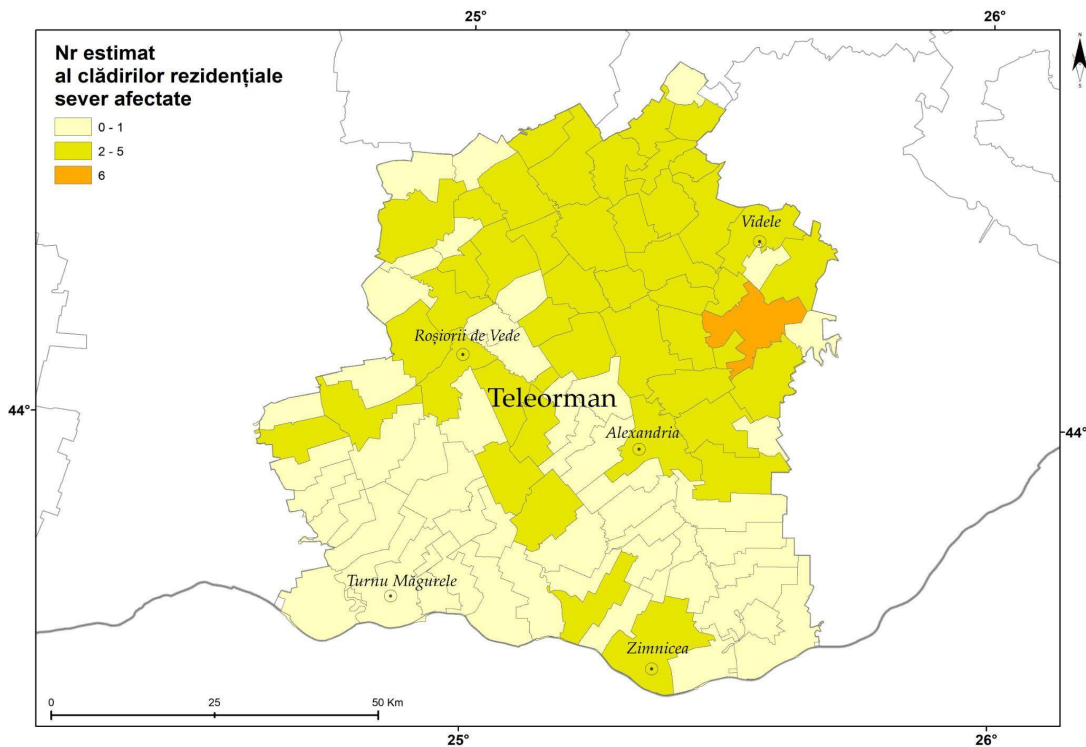 25°
26°
N
Nr estimat
al clădirilor rezidențiale
sever afectate
0 - 1
2 - 5
6
S
Videle
Roșiorii de Vede
Teleorman
44°
Alexandria
44°
Turnu Măgurele
Zimnicea
0 25 50 Km
25°
26°